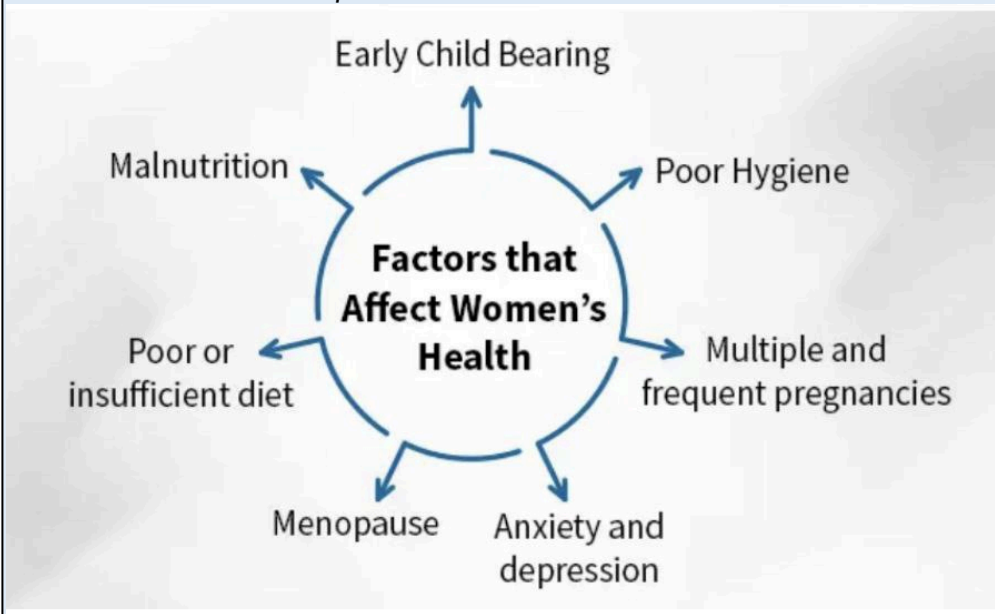 Early Child Bearing
Malnutrition
Poor Hygiene
Factors that
Affect Women’s
Health
Poor or
insufficient diet
Multiple and
frequent pregnancies
Menopause
Anxiety and
depression